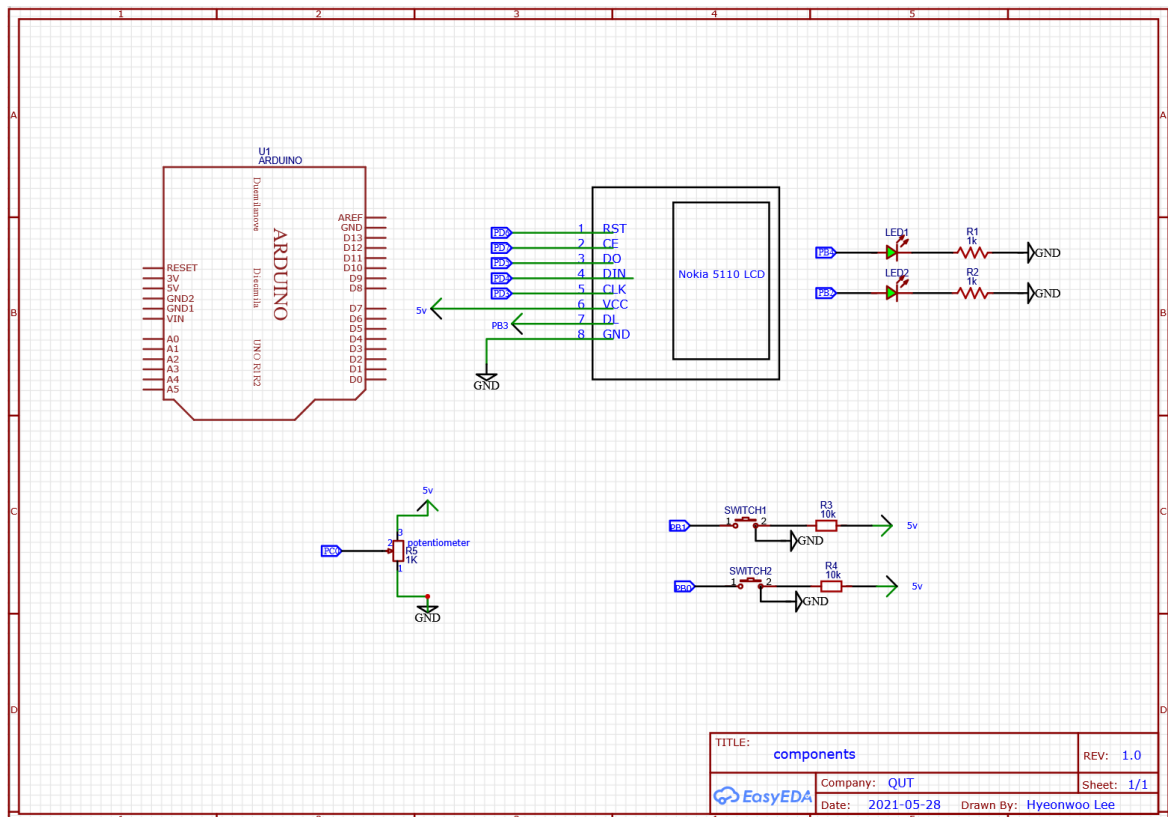 1 2 3 4 5
A A
B B
C C
D D
U1
ARDUINO
Duemilanove
Diecimila
UNO R1 R2
ARDUINO
RESET
3V
5V
GND2
GND1
VIN
A0
A1
A2
A3
A4
A5
AREF
GND
D13
D12
D11
D10
D9
D8
D7
D6
D5
D4
D3
D2
D1
D0
1 RST
2 CE
3 DO
4 DIN
5 CLK
6 VCC
7 DL
8 GND
5v
PB3
GND
Nokia 5110 LCD
LED1
R1
1k
GND
LED2
PB2
R2
1k
GND
5v
3
2
potentiometer
R5
1K
1
GND
SWITCH1
PB1
1 2
R3
10k
5v
GND
SWITCH2
PB0
1 2
R4
10k
5v
GND
TITLE:
components
REV: 1.0
EasyEDA
Company: QUT
Sheet: 1/1
Date: 2021-05-28 Drawn By: Hyeonwoo Lee